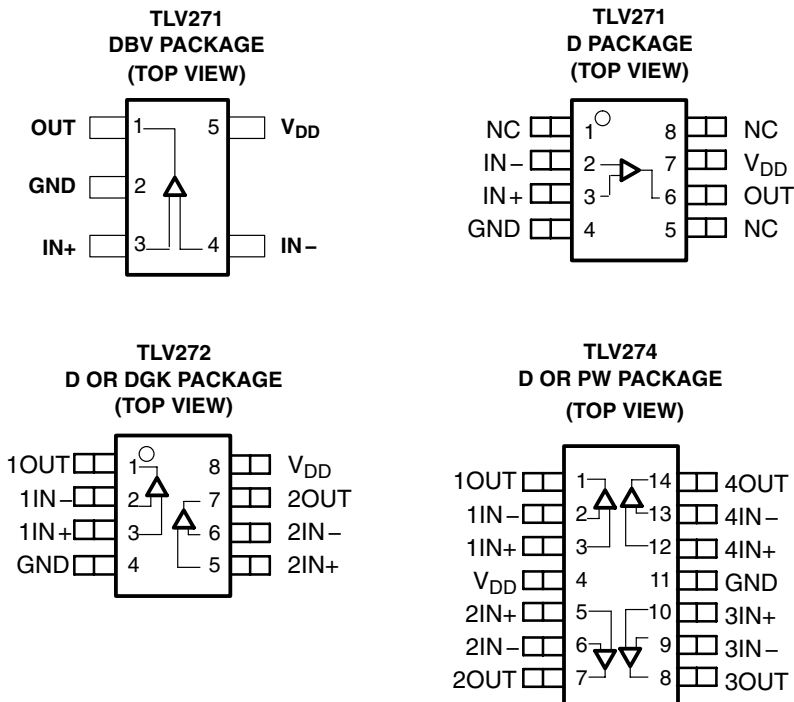 TLV271
DBV PACKAGE
(TOP VIEW)
OUT 1 5 VDD
GND 2
IN+ 3 4 IN−
TLV271
D PACKAGE
(TOP VIEW)
NC 1 8 NC
IN− 2 7 VDD
IN+ 3 6 OUT
GND 4 5 NC
TLV272
D OR DGK PACKAGE
(TOP VIEW)
1OUT 1 8 VDD
1IN− 2 7 2OUT
1IN+ 3 6 2IN−
GND 4 5 2IN+
TLV274
D OR PW PACKAGE
(TOP VIEW)
1OUT 1 14 4OUT
1IN− 2 13 4IN−
1IN+ 3 12 4IN+
VDD 4 11 GND
2IN+ 5 10 3IN+
2IN− 6 9 3IN−
2OUT 7 8 3OUT